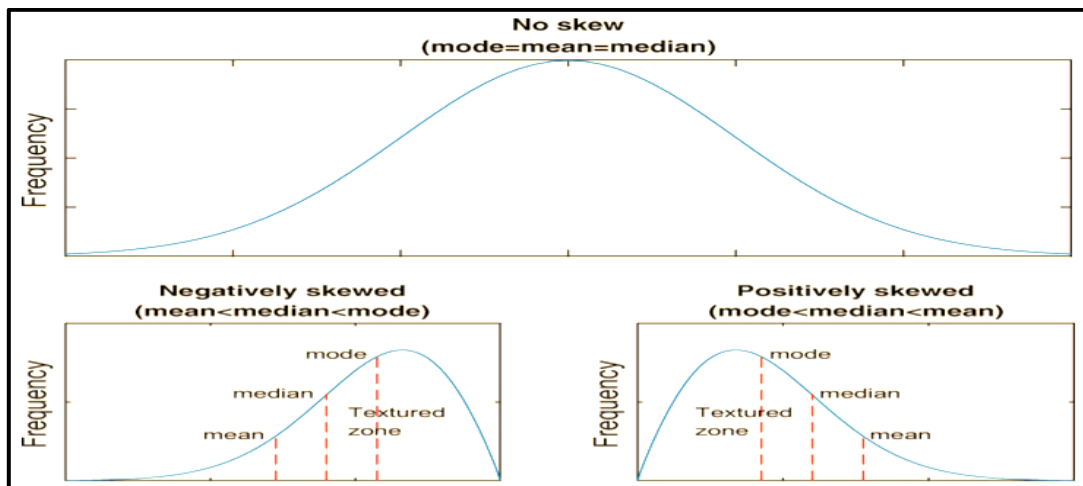 No skew
(mode=mean=median)
Frequency
Negatively skewed
(mean<median<mode)
Frequency
mode
median
Textured
zone
mean
Positively skewed
(mode<median<mean)
Frequency
mode
median
Textured
zone
mean